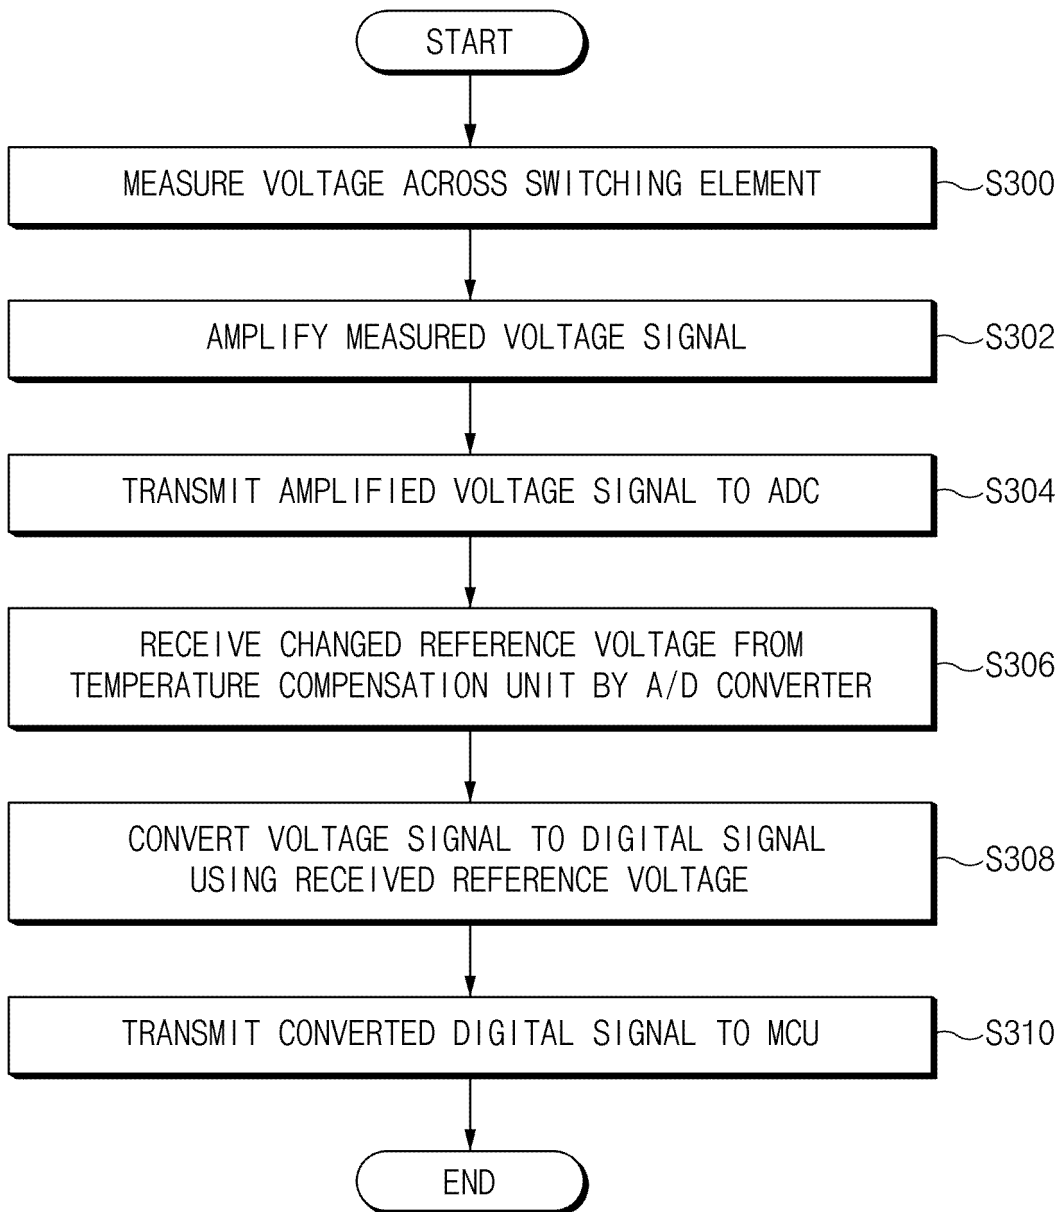 START
MEASURE VOLTAGE ACROSS SWITCHING ELEMENT
S300
AMPLIFY MEASURED VOLTAGE SIGNAL
S302
TRANSMIT AMPLIFIED VOLTAGE SIGNAL TO ADC
S304
RECEIVE CHANGED REFERENCE VOLTAGE FROM
TEMPERATURE COMPENSATION UNIT BY A/D CONVERTER
S306
CONVERT VOLTAGE SIGNAL TO DIGITAL SIGNAL
USING RECEIVED REFERENCE VOLTAGE
S308
TRANSMIT CONVERTED DIGITAL SIGNAL TO MCU
S310
END